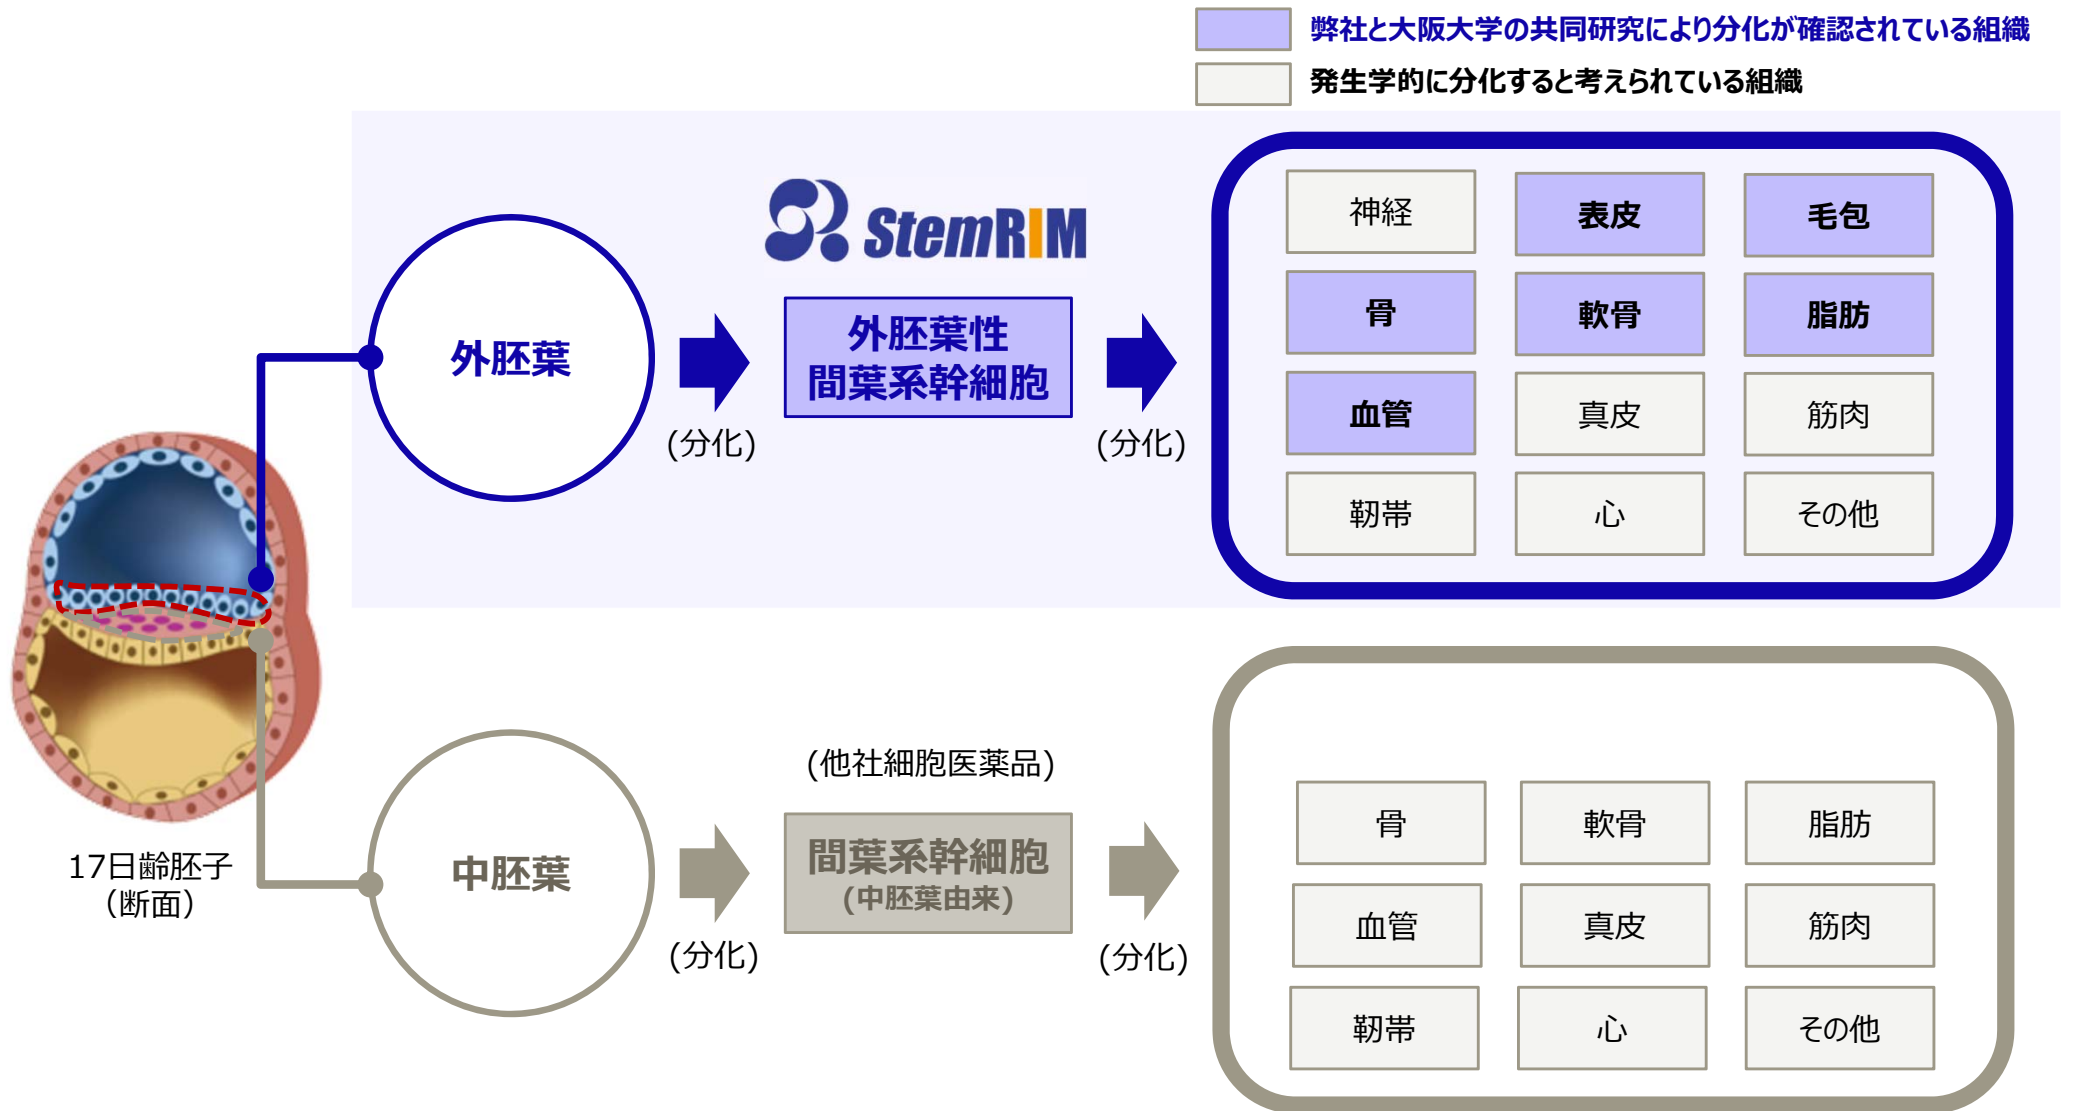 弊社と大阪大学の共同研究により分化が確認されている組織
発生学的に分化すると考えられている組織
StemRIM
外胚葉
(分化)
外胚葉性
間葉系幹細胞
(分化)
神経
表皮
毛包
骨
軟骨
脂肪
血管
真皮
筋肉
靭帯
心
その他
17日齢胚子
（断面）
中胚葉
(分化)
(他社細胞医薬品)
間葉系幹細胞
(中胚葉由来)
(分化)
骨
軟骨
脂肪
血管
真皮
筋肉
靭帯
心
その他